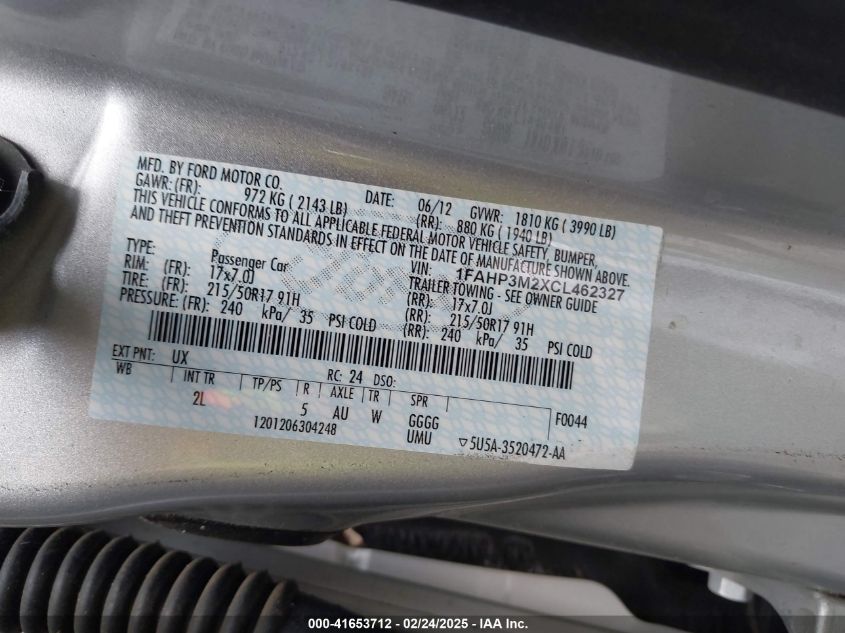 MFD. BY FORD MOTOR CO. DATE: 06/12 GVWR: 1810 KG ( 3990 LB)
GAWR: (FR): 972 KG ( 2143 LB) (RR): 880 KG ( 1940 LB)
THIS VEHICLE CONFORMS TO ALL APPLICABLE FEDERAL MOTOR VEHICLE SAFETY, BUMPER,
AND THEFT PREVENTION STANDARDS IN EFFECT ON THE DATE OF MANUFACTURE SHOWN ABOVE.
VIN: 1FAHP3M2XCL462327
TYPE: Passenger Car TRAILER TOWING - SEE OWNER GUIDE
RIM: (FR): 17x7.0J (RR): 17x7.0J
TIRE: (FR): 215/50R17 91H (RR): 215/50R17 91H
PRESSURE: (FR): 240 kPa/ 35 PSI COLD (RR): 240 kPa/ 35 PSI COLD
EXT PNT: UX RC: 24 DSO:
WB INT TR TP/PS R AXLE TR SPR F0044
2L 5 AU W GGGG
1201206304248 UMU ▽5U5A-3520472-AA
000-41653712 - 02/24/2025 - IAA Inc.